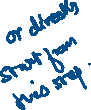 or directly
start from
this step.